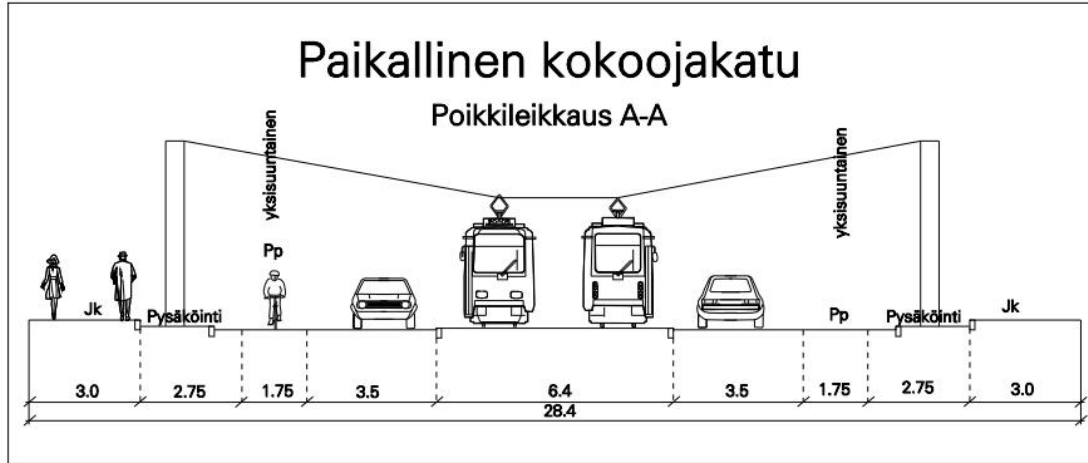 Paikallinen kokoojakatu
Poikkileikkaus A-A
yksisuuntainen
yksisuuntainen
Pp
Jk
Pysäköinti
Pp
Pysäköinti
Jk
3.0
2.75
1.75
3.5
6.4
3.5
1.75
2.75
3.0
28.4